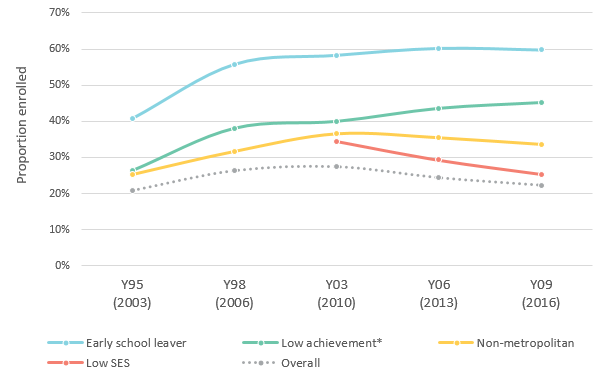 70%
60%
50%
40%
30%
20%
10%
0%
Proportion enrolled
Y95 Y98 Y03 Y06 Y09
(2003) (2006) (2010) (2013) (2016)
Early school leaver Low achievement* Non-metropolitan
Low SES Overall